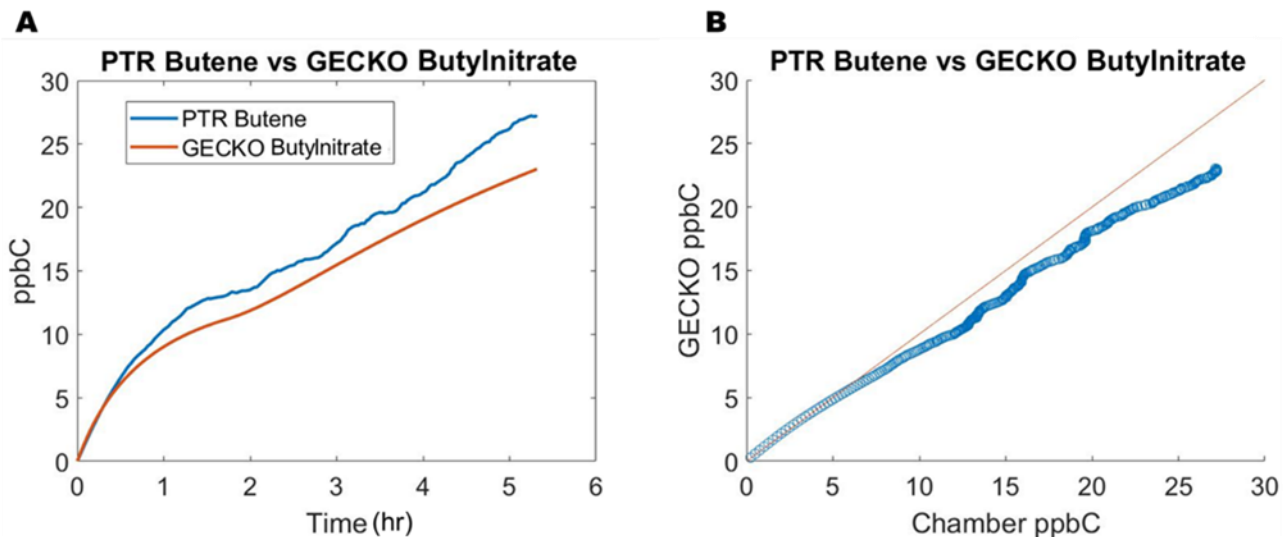 A
PTR Butene vs GECKO Butylnitrate
30
25
20
15
10
5
0
ppbC
PTR Butene
GECKO Butylnitrate
0 1 2 3 4 5 6
Time (hr)
B
PTR Butene vs GECKO Butylnitrate
30
25
20
15
10
5
0
GECKO ppbC
0 5 10 15 20 25 30
Chamber ppbC